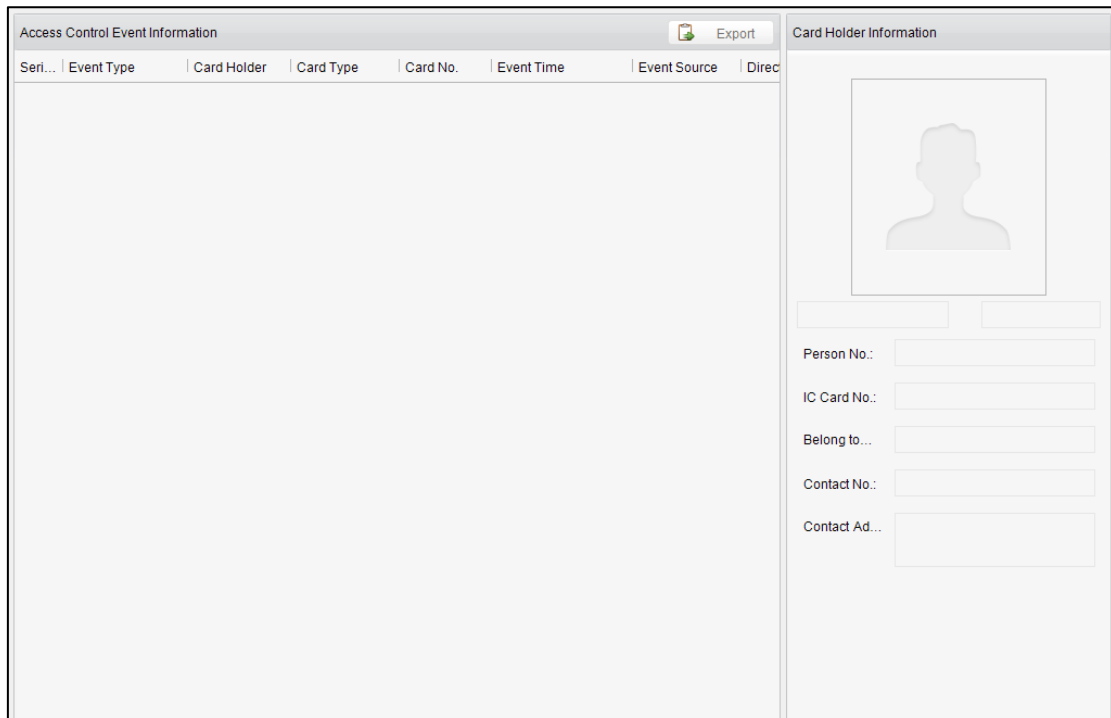 Access Control Event Information Export
Seri... Event Type Card Holder Card Type Card No. Event Time Event Source Direc
Card Holder Information
Person No.:
IC Card No.:
Belong to...
Contact No.:
Contact Ad...